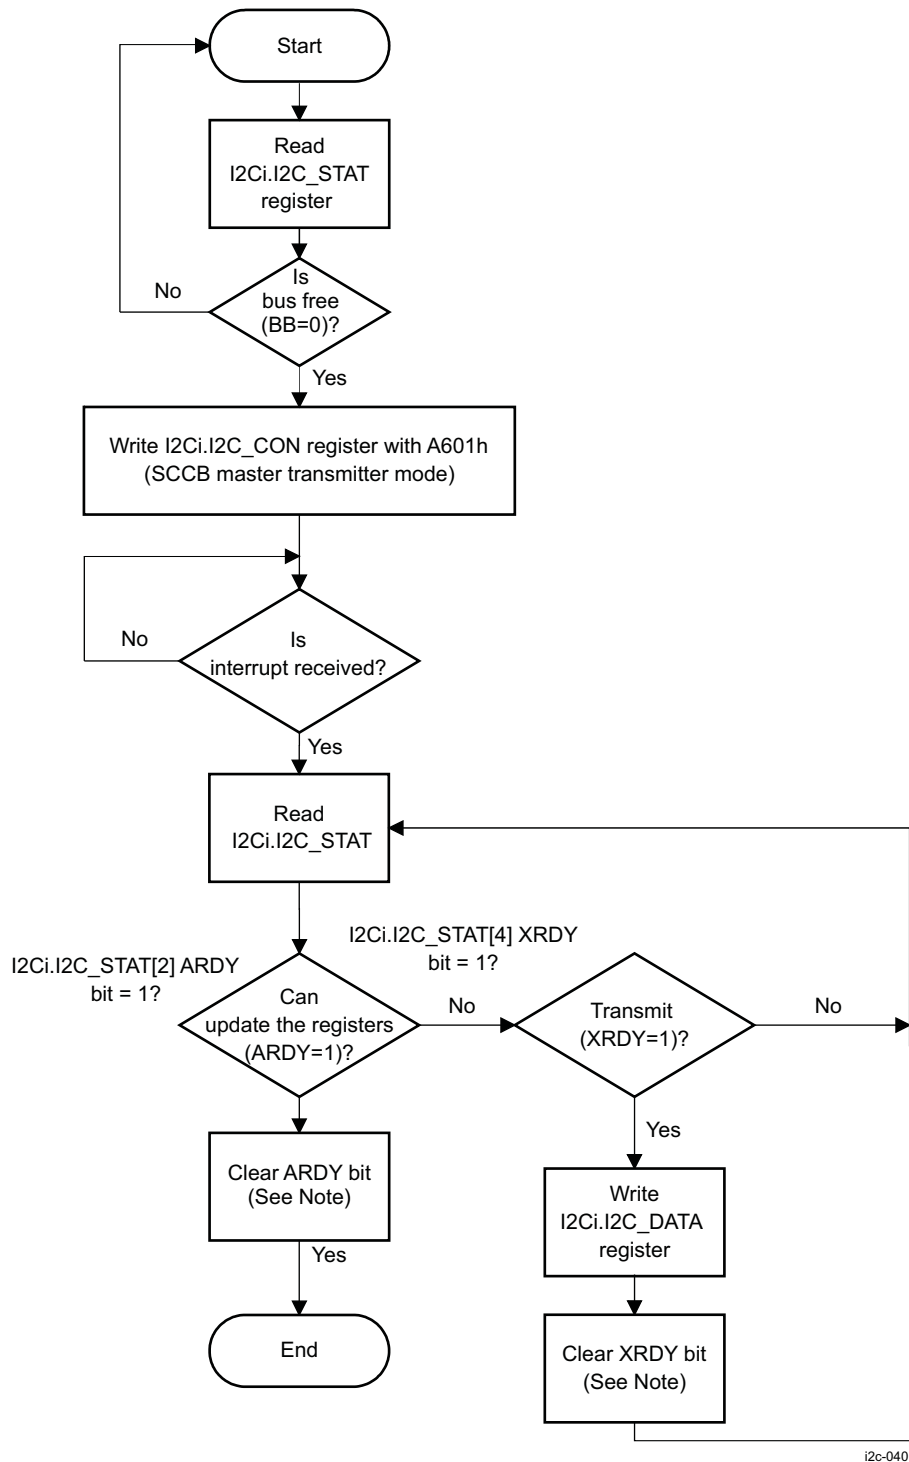 Start
Read
I2Ci.I2C_STAT
register
Is
bus free
(BB=0)?
No
Yes
Write I2Ci.I2C_CON register with A601h
(SCCB master transmitter mode)
No
Is
interrupt received?
Yes
Read
I2Ci.I2C_STAT
I2Ci.I2C_STAT[2] ARDY
bit = 1?
I2Ci.I2C_STAT[4] XRDY
bit = 1?
Can
update the registers
(ARDY=1)?
No
Transmit
(XRDY=1)?
No
Yes
Clear ARDY bit
(See Note)
Yes
Write
I2Ci.I2C_DATA
register
End
Clear XRDY bit
(See Note)
i2c-040